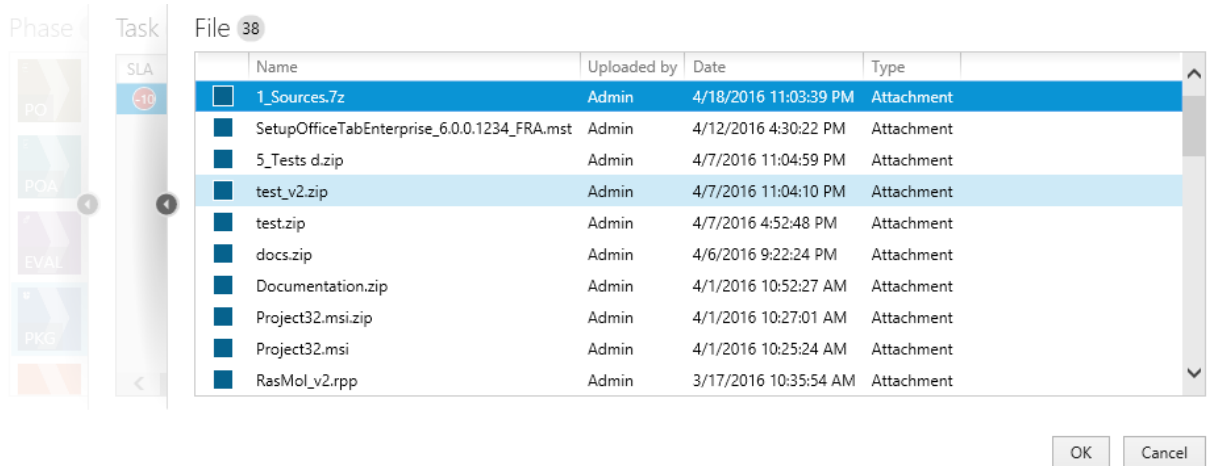 Phase
Task
File 38
SLA
Name Uploaded by Date Type
-10
1_Sources.7z Admin 4/18/2016 11:03:39 PM Attachment
PO
SetupOfficeTabEnterprise_6.0.0.1234_FRA.mst Admin 4/12/2016 4:30:22 PM Attachment
5_Tests d.zip Admin 4/7/2016 11:04:59 PM Attachment
POA
test_v2.zip Admin 4/7/2016 11:04:10 PM Attachment
test.zip Admin 4/7/2016 4:52:48 PM Attachment
EVAL
docs.zip Admin 4/6/2016 9:22:24 PM Attachment
Documentation.zip Admin 4/1/2016 10:52:27 AM Attachment
Project32.msi.zip Admin 4/1/2016 10:27:01 AM Attachment
PKG
Project32.msi Admin 4/1/2016 10:25:24 AM Attachment
RasMol_v2.rpp Admin 3/17/2016 10:35:54 AM Attachment
OK Cancel